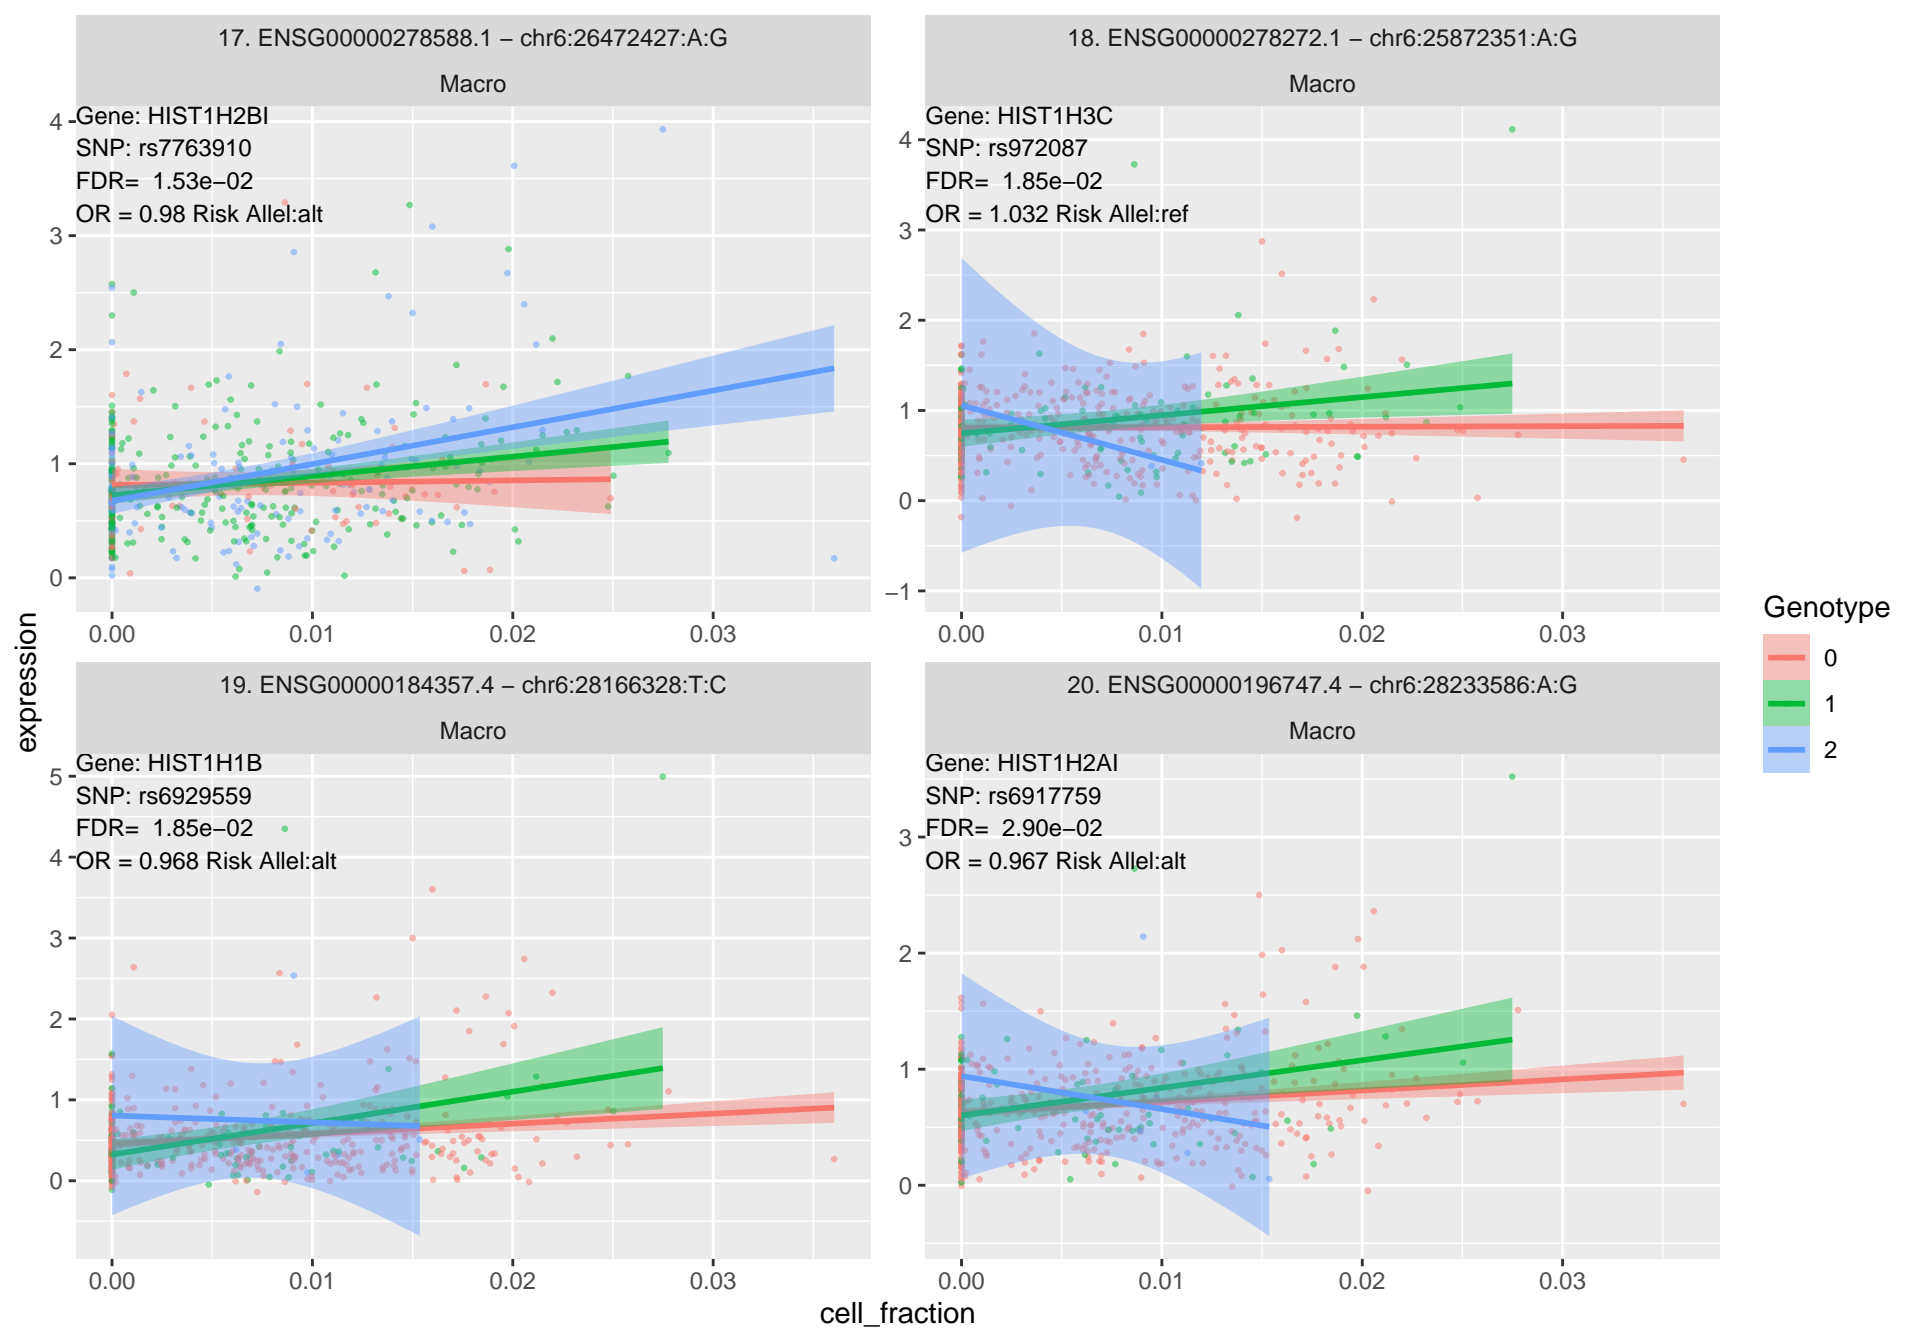 17. ENSG00000278588.1 – chr6:26472427:A:G
Macro
Gene: HIST1H2BI
SNP: rs7763910
FDR=  1.53e−02
OR = 0.98 Risk Allel:alt
4
3
2
1
0
0.00 0.01 0.02 0.03
18. ENSG00000278272.1 – chr6:25872351:A:G
Macro
Gene: HIST1H3C
SNP: rs972087
FDR=  1.85e−02
OR = 1.032 Risk Allel:ref
4
3
2
1
0
−1
0.00 0.01 0.02 0.03
19. ENSG00000184357.4 – chr6:28166328:T:C
Macro
Gene: HIST1H1B
SNP: rs6929559
FDR=  1.85e−02
OR = 0.968 Risk Allel:alt
5
4
3
2
1
0
0.00 0.01 0.02 0.03
20. ENSG00000196747.4 – chr6:28233586:A:G
Macro
Gene: HIST1H2AI
SNP: rs6917759
FDR=  2.90e−02
OR = 0.967 Risk Allel:alt
3
2
1
0
0.00 0.01 0.02 0.03
expression
cell_fraction
Genotype
0
1
2